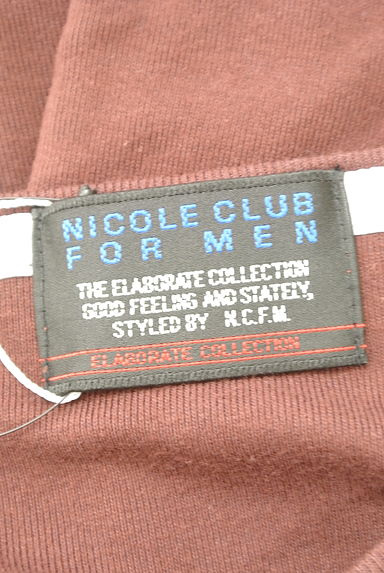 NICOLE CLUB
FOR MEN
THE ELABORATE COLLECTION
GOOD FEELING AND STATELY,
STYLED BY N.C.F.M.
ELABORATE COLLECTION